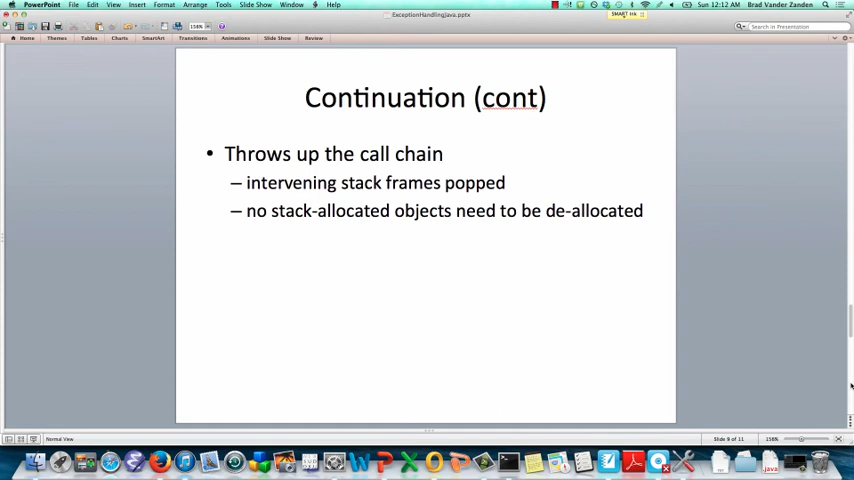 PowerPoint File Edit View Insert Format Arrange Tools Slide Show Window Help Sun 12:12 AM Brad Vander Zanden
ExceptionHandlingJava.pptx
SMART Ink
158%
Search in Presentation
Home Themes Tables Charts SmartArt Transitions Animations Slide Show Review
Continuation (cont)
• Throws up the call chain
– intervening stack frames popped
– no stack-allocated objects need to be de-allocated
Normal View Slide 9 of 11 158%